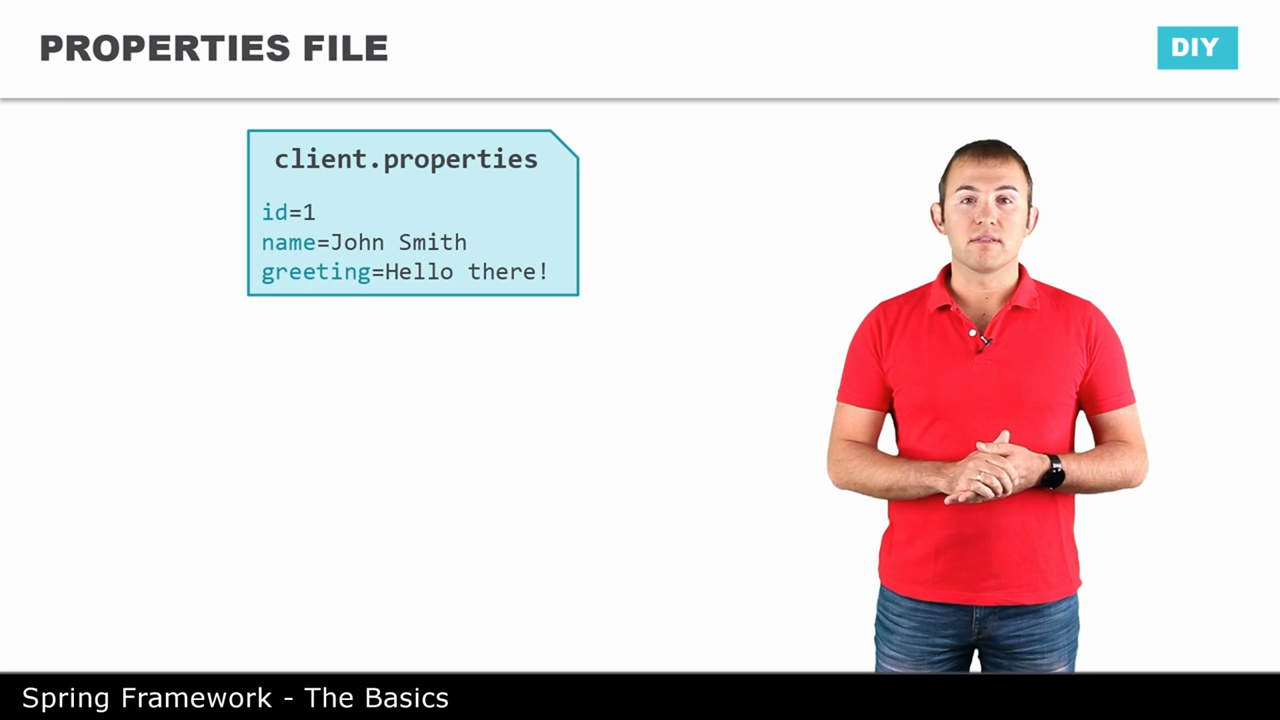 PROPERTIES FILE
DIY
client.properties
id=1
name=John Smith
greeting=Hello there!
Spring Framework - The Basics